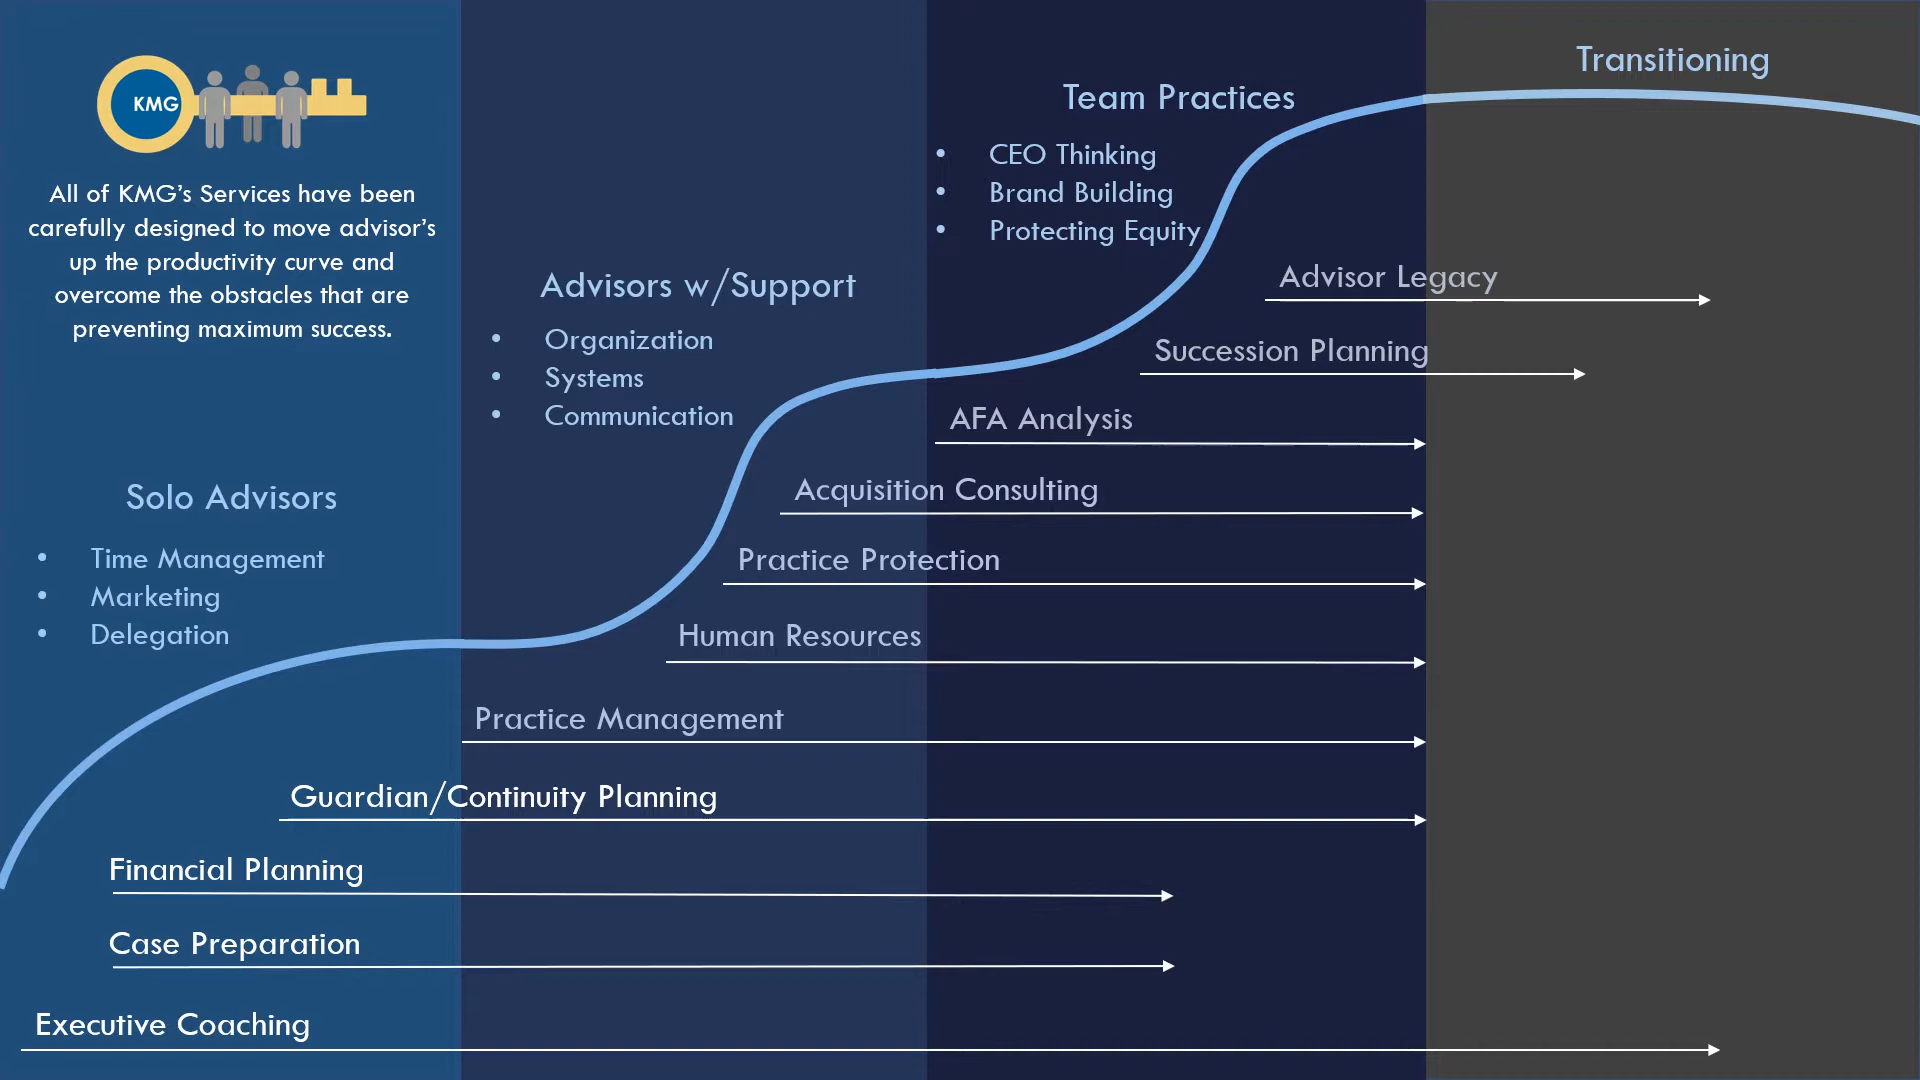 KMG
All of KMG’s Services have been
carefully designed to move advisor’s
up the productivity curve and
overcome the obstacles that are
preventing maximum success.
Solo Advisors
• Time Management
• Marketing
• Delegation
Advisors w/Support
• Organization
• Systems
• Communication
Team Practices
• CEO Thinking
• Brand Building
• Protecting Equity
Transitioning
Advisor Legacy
Succession Planning
AFA Analysis
Acquisition Consulting
Practice Protection
Human Resources
Practice Management
Guardian/Continuity Planning
Financial Planning
Case Preparation
Executive Coaching